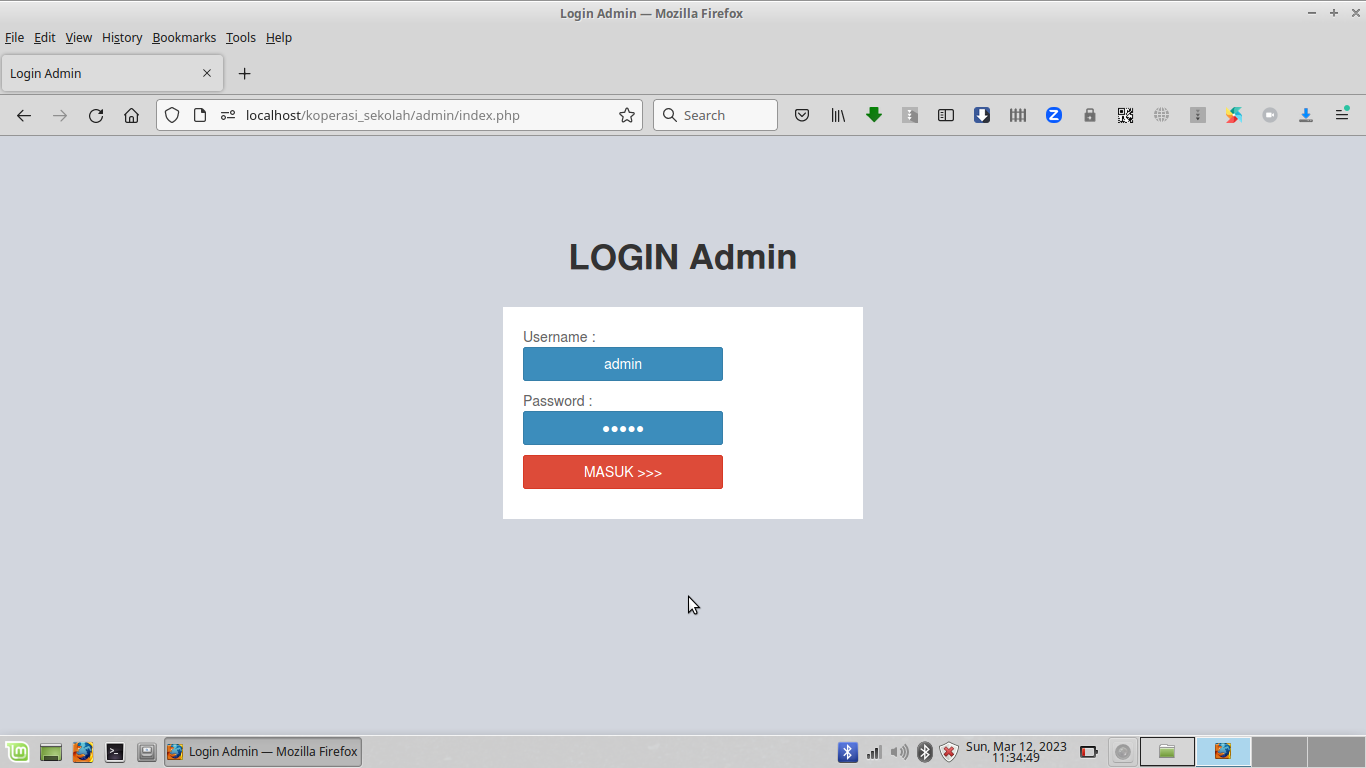 Login Admin — Mozilla Firefox
File Edit View History Bookmarks Tools Help
Login Admin
localhost/koperasi_sekolah/admin/index.php
Search
LOGIN Admin
Username :
admin
Password :
●●●●●
MASUK >>>
Login Admin — Mozilla Firefox
Sun, Mar 12, 2023
11:34:49